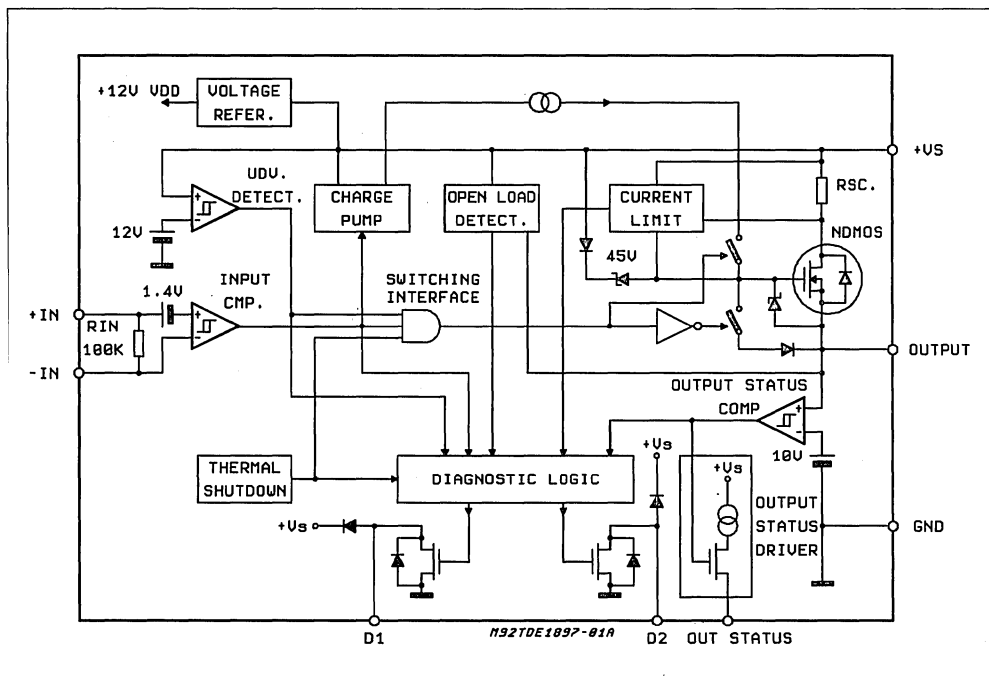 +12V VDD
VOLTAGE
REFER.
+VS
UDV.
DETECT.
CHARGE
PUMP
OPEN LOAD
DETECT.
CURRENT
LIMIT
RSC.
NDMOS
12V
45V
SWITCHING
INTERFACE
INPUT
CMP.
1.4V
+IN
RIN
100K
-IN
OUTPUT
OUTPUT STATUS
COMP
10V
+Vs
THERMAL
SHUTDOWN
DIAGNOSTIC LOGIC
+Vs
OUTPUT
STATUS
DRIVER
+Vs
GND
D1
M92TDE1897-01A
D2
OUT STATUS